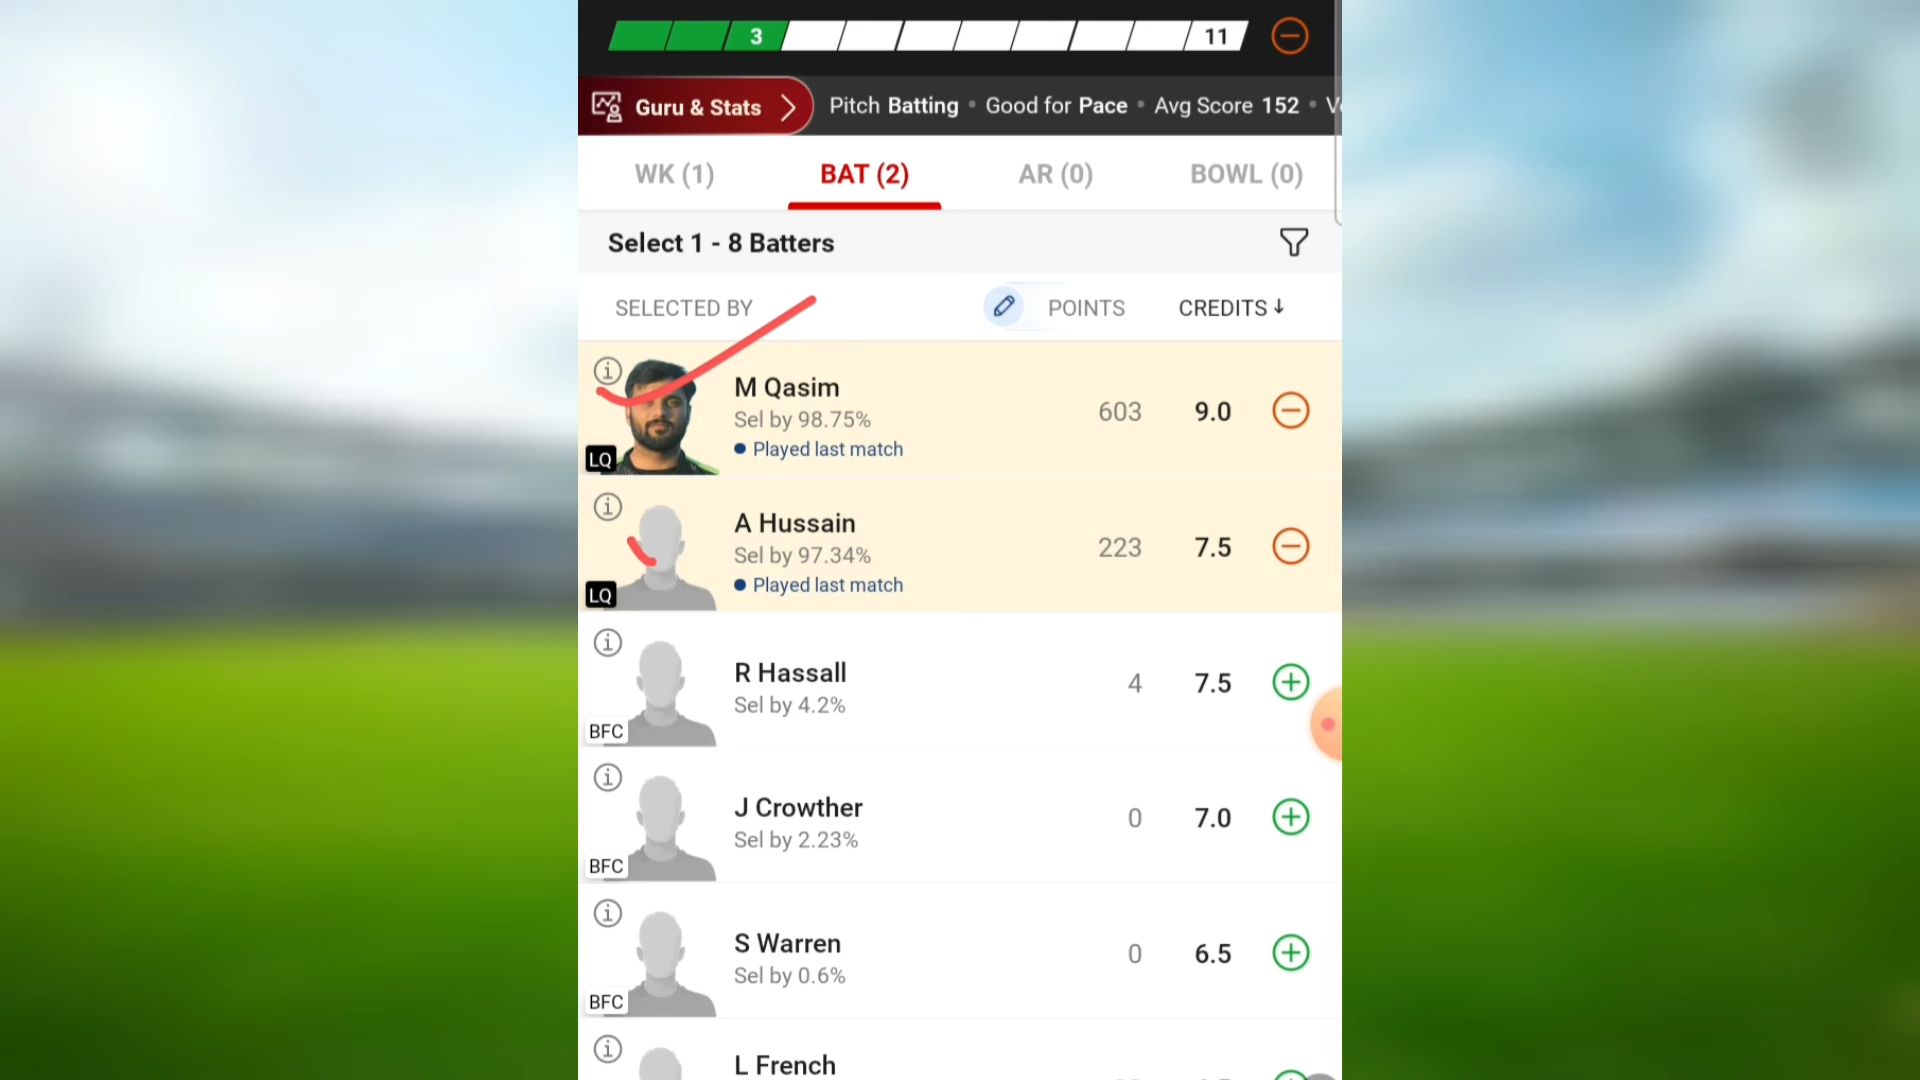 3 11
Guru & Stats Pitch Batting • Good for Pace • Avg Score 152 •
WK (1) BAT (2) AR (0) BOWL (0)
Select 1 - 8 Batters
SELECTED BY POINTS CREDITS ↓
M Qasim
Sel by 98.75% 603 9.0
Played last match
LQ
A Hussain
Sel by 97.34% 223 7.5
Played last match
LQ
R Hassall
Sel by 4.2% 4 7.5
BFC
J Crowther
Sel by 2.23% 0 7.0
BFC
S Warren
Sel by 0.6% 0 6.5
BFC
L French